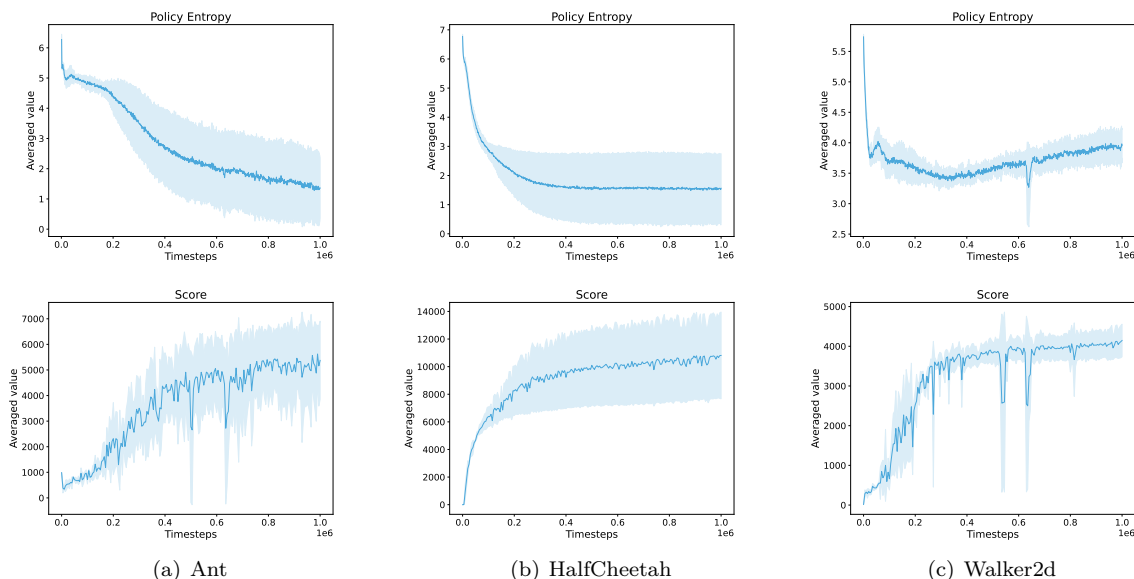 Policy Entropy
Averaged value
6
5
4
3
2
1
0
0.0 0.2 0.4 0.6 0.8 1.0
1e6
Timesteps
Policy Entropy
Averaged value
7
6
5
4
3
2
1
0
0.0 0.2 0.4 0.6 0.8 1.0
1e6
Timesteps
Policy Entropy
Averaged value
5.5
5.0
4.5
4.0
3.5
3.0
2.5
0.0 0.2 0.4 0.6 0.8 1.0
1e6
Timesteps
Score
Averaged value
7000
6000
5000
4000
3000
2000
1000
0
0.0 0.2 0.4 0.6 0.8 1.0
1e6
Timesteps
Score
Averaged value
14000
12000
10000
8000
6000
4000
2000
0
0.0 0.2 0.4 0.6 0.8 1.0
1e6
Timesteps
Score
Averaged value
5000
4000
3000
2000
1000
0
0.0 0.2 0.4 0.6 0.8 1.0
1e6
Timesteps
(a) Ant
(b) HalfCheetah
(c) Walker2d